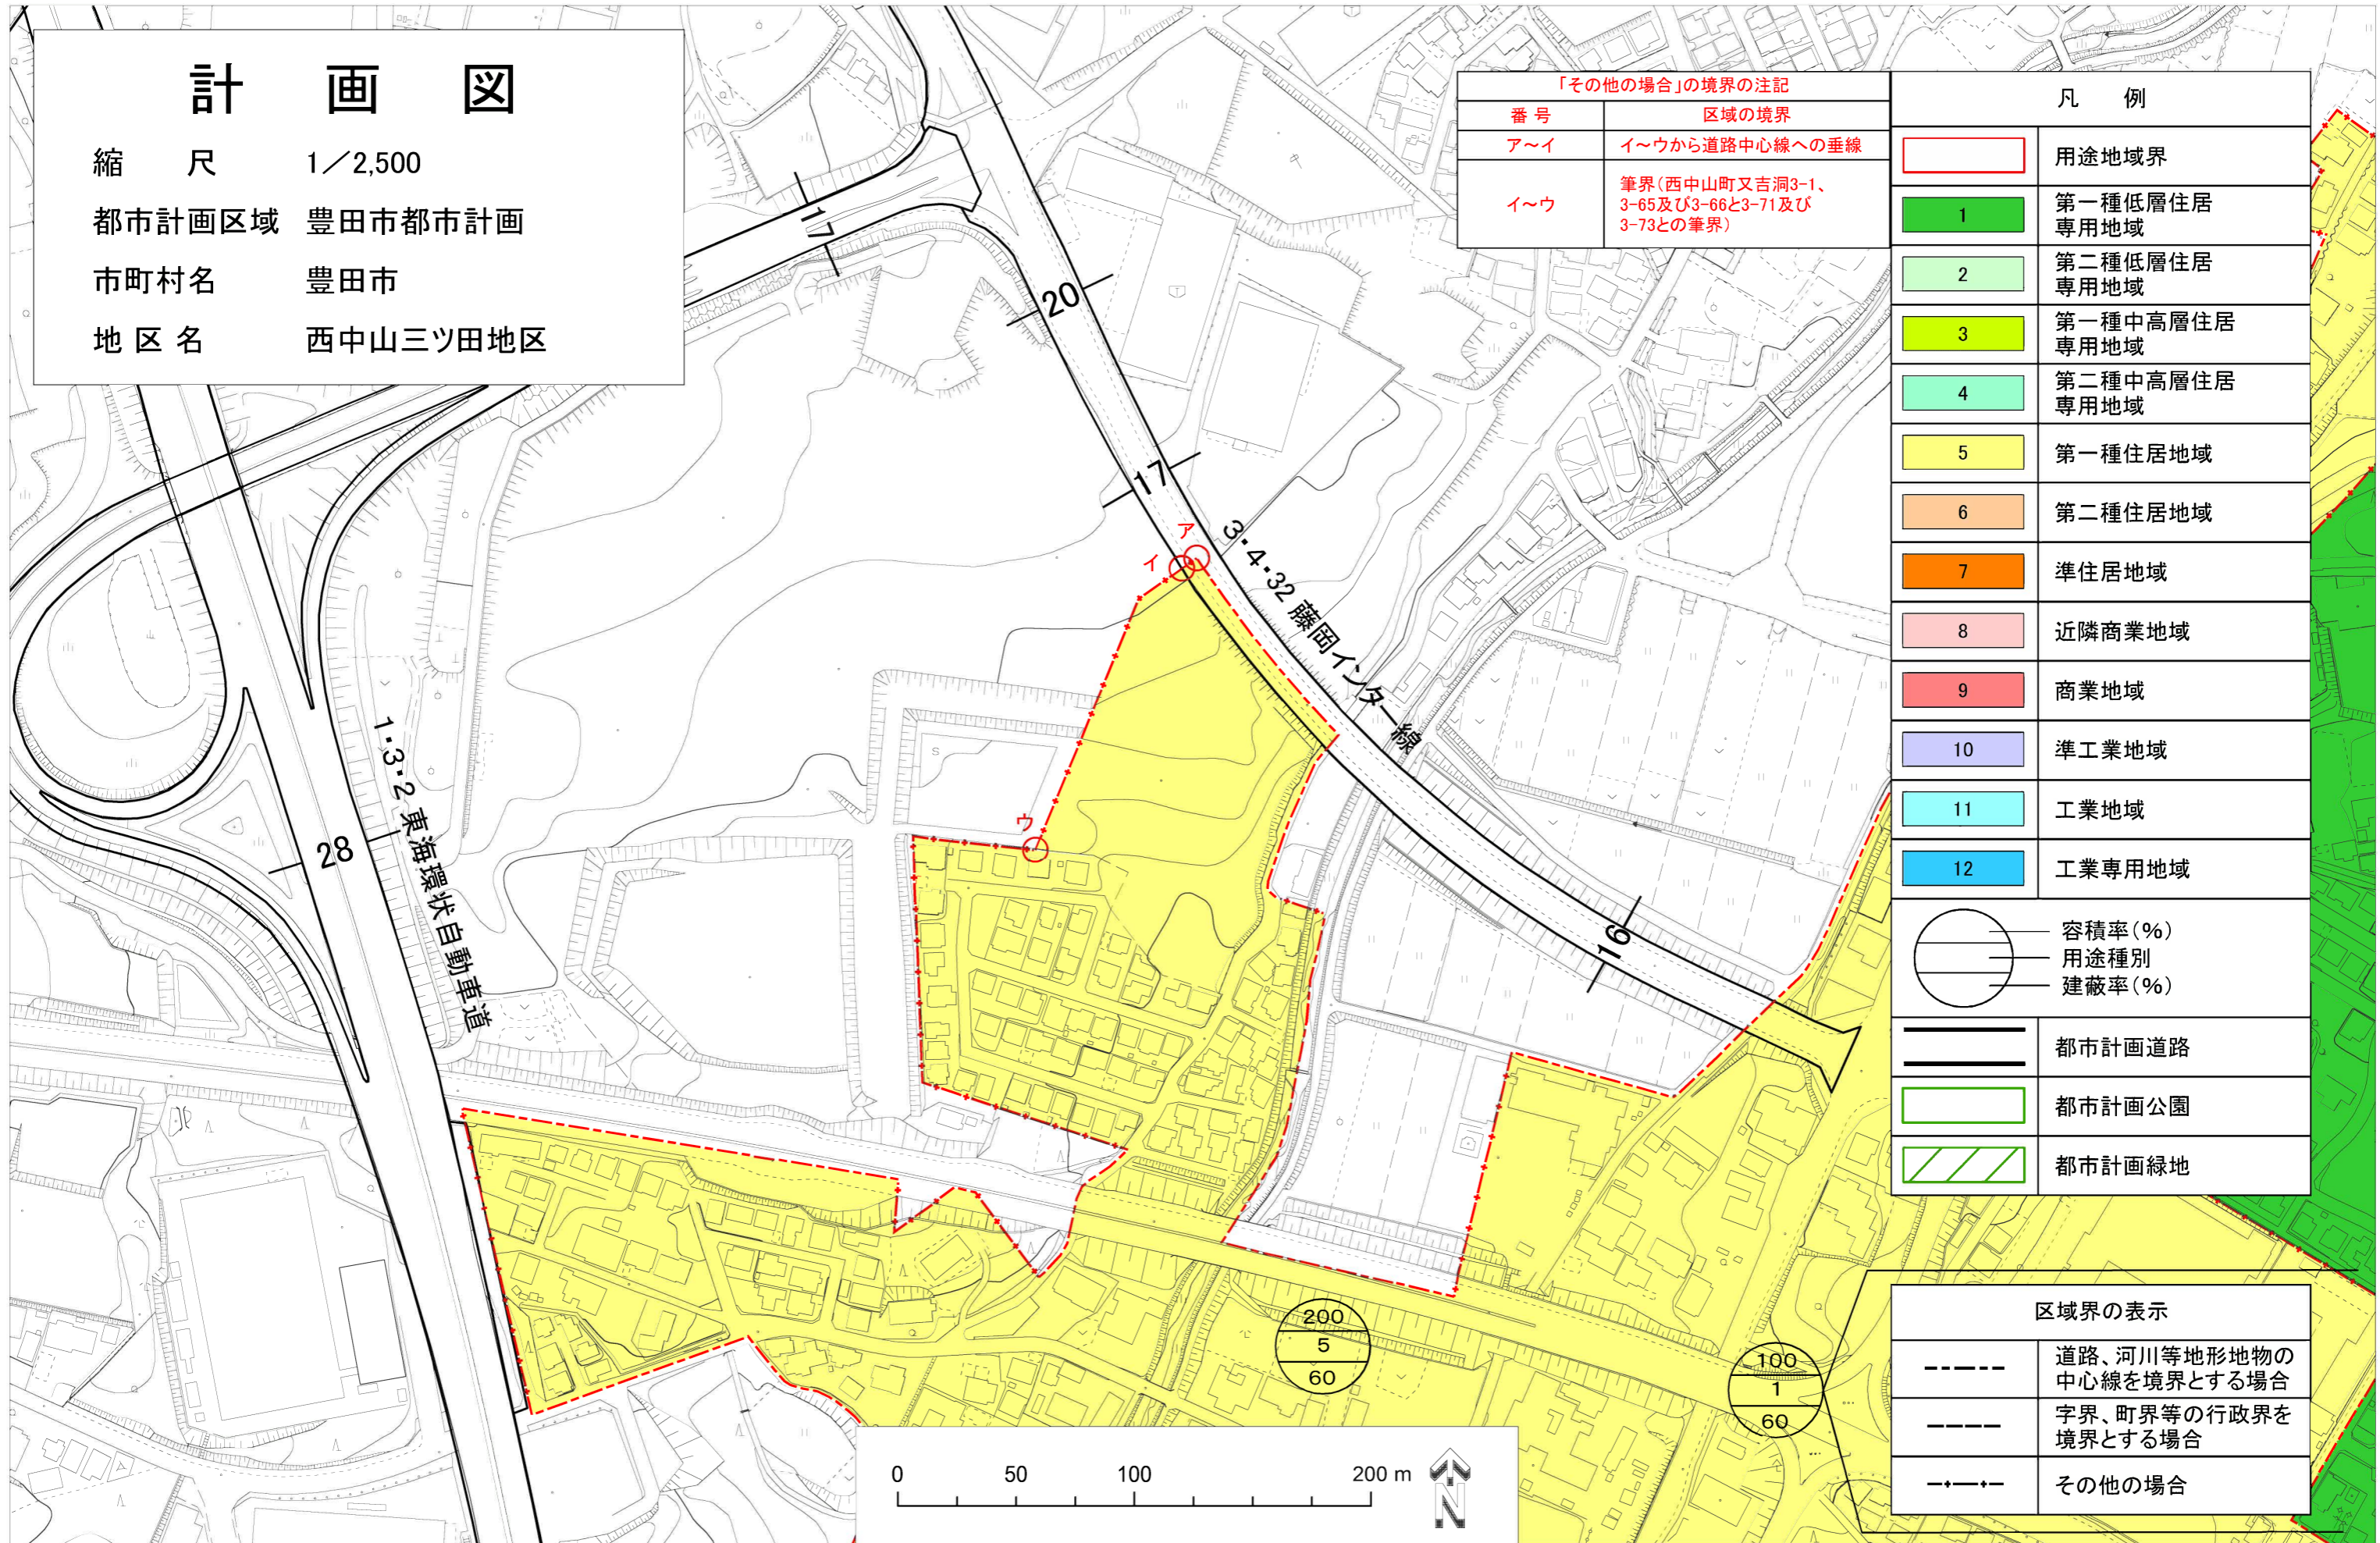 計 画 図
縮 尺 1／2,500
都市計画区域 豊田市都市計画
市町村名 豊田市
地 区 名 西中山三ツ田地区
「その他の場合」の境界の注記
番 号 区域の境界
ア～イ イ～ウから道路中心線への垂線
イ～ウ 筆界（西中山町又吉洞3-1、
3-65及び3-66と3-71及び
3-73との筆界）
凡 例
用途地域界
1 第一種低層住居
専用地域
2 第二種低層住居
専用地域
3 第一種中高層住居
専用地域
4 第二種中高層住居
専用地域
5 第一種住居地域
6 第二種住居地域
7 準住居地域
8 近隣商業地域
9 商業地域
10 準工業地域
11 工業地域
12 工業専用地域
容積率（%）
用途種別
建蔽率（%）
都市計画道路
都市計画公園
都市計画緑地
区域界の表示
道路、河川等地形地物の
中心線を境界とする場合
字界、町界等の行政界を
境界とする場合
その他の場合
17
20
17
ア
イ
3・4・32 藤岡インター線
ウ
1・3・2 東海環状自動車道
28
16
200
5
60
100
1
60
0 50 100 200 m
N